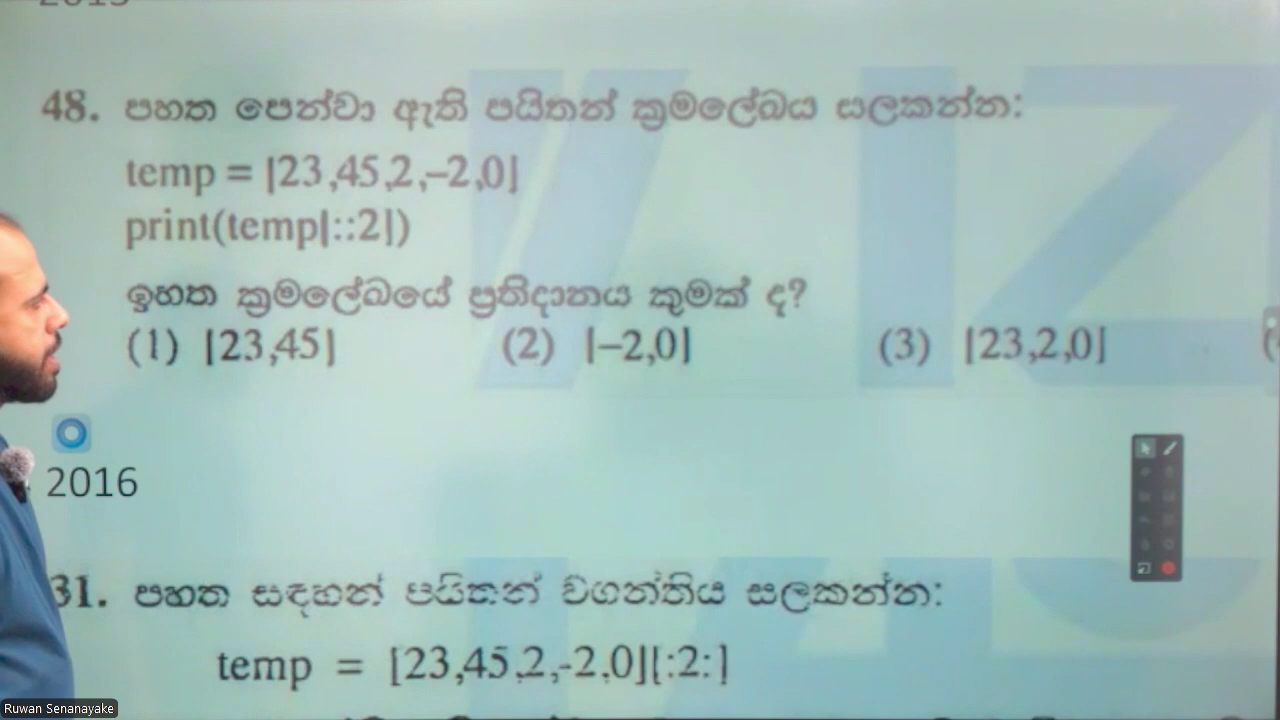 2015
48. පහත පෙන්වා ඇති පයිතන් ක්‍රමලේඛය සලකන්න:
temp = [23,45,2,–2,0]
print(temp[::2])
ඉහත ක්‍රමලේඛයේ ප්‍රතිදානය කුමක් ද?
(1) [23,45] (2) [–2,0] (3) [23,2,0]
2016
31. පහත සඳහන් පයිතන් වගන්තිය සලකන්න:
temp = [23,45,2,-2,0][:2:]
Ruwan Senanayake